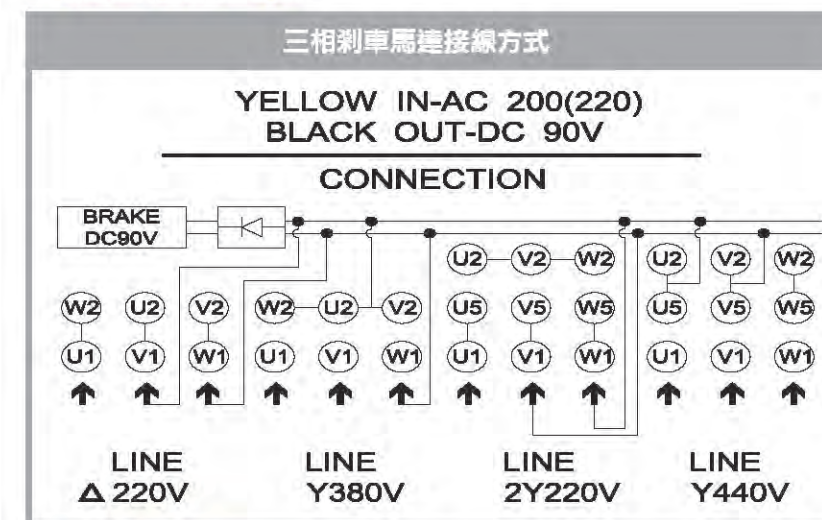 三相剎車馬達接線方式
YELLOW IN-AC 200(220)
BLACK OUT-DC 90V
CONNECTION
BRAKE
DC90V
U2 V2 W2 U2 V2 W2
W2 U2 V2 W2 U2 V2 U5 V5 W5 U5 V5 W5
U1 V1 W1 U1 V1 W1 U1 V1 W1 U1 V1 W1
LINE LINE LINE LINE
Δ 220V Y380V 2Y220V Y440V